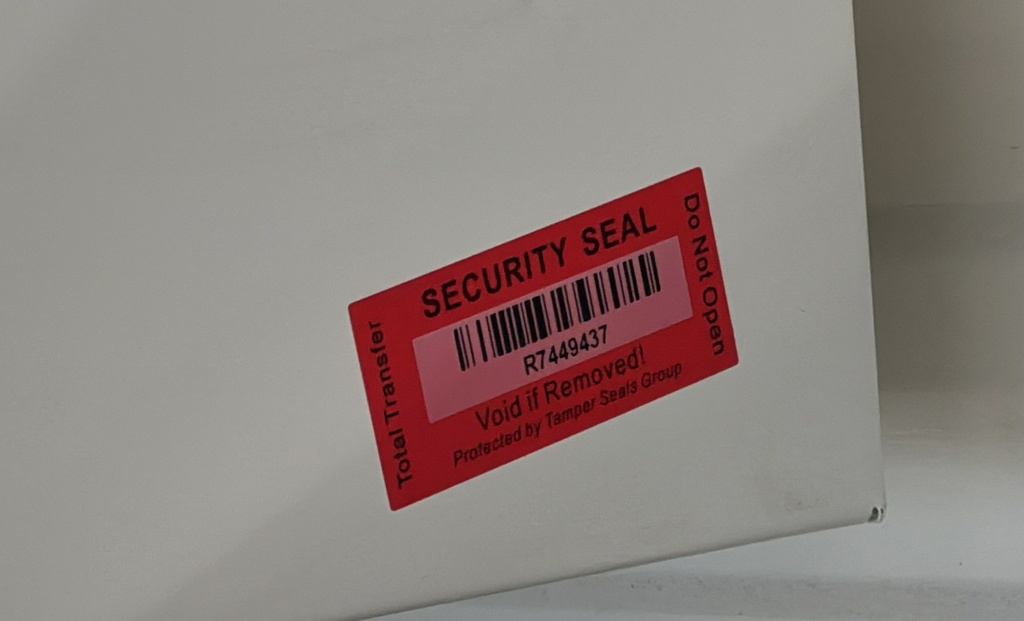 SECURITY SEAL
R7449437
Void if Removed!
Protected by Tamper Seals Group
Total Transfer
Do Not Open